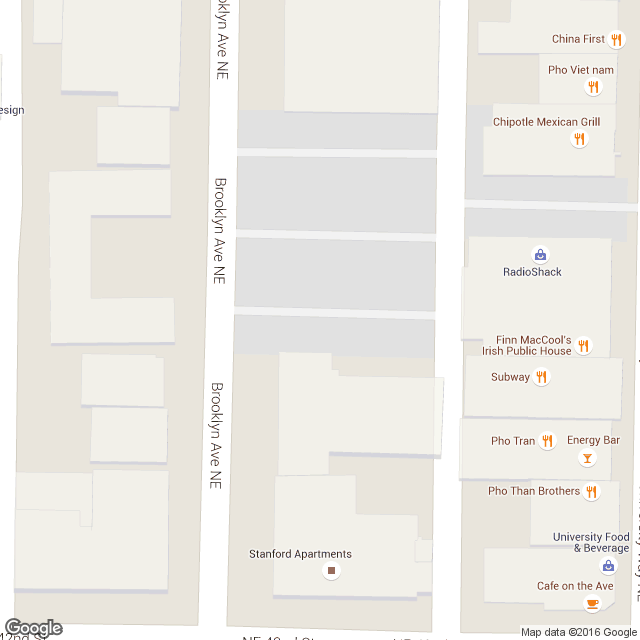 Brooklyn Ave NE
China First
Pho Viet nam
esign
Chipotle Mexican Grill
Brooklyn Ave NE
RadioShack
Finn MacCool's
Irish Public House
Subway
Brooklyn Ave NE
Pho Tran
Energy Bar
Pho Than Brothers
University Food
& Beverage
Stanford Apartments
Cafe on the Ave
Google
Map data ©2016 Google
42nd St